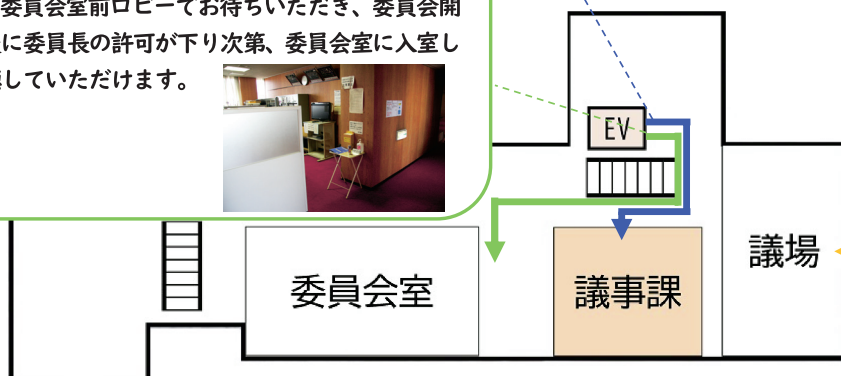 委員会室前ロビーでお待ちいただき、委員会開
に委員長の許可が下り次第、委員会室に入室し
していただけます。
EV
委員会室
議事課
議場